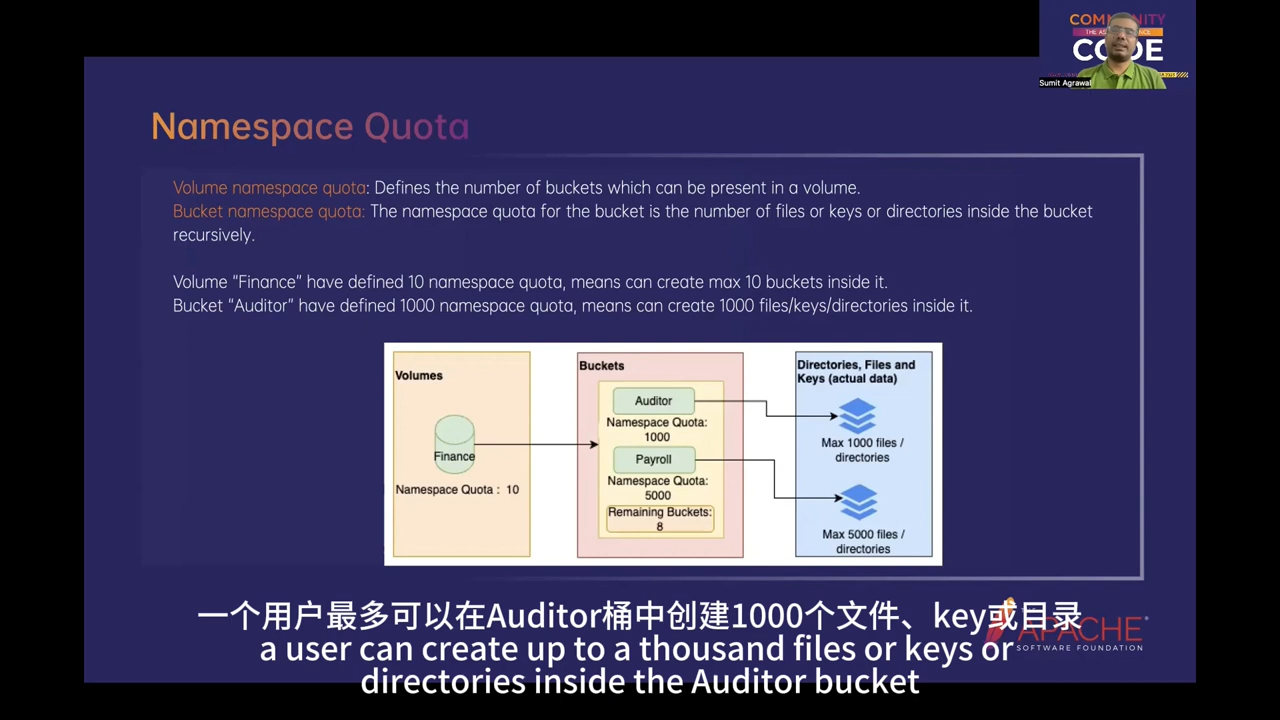 COMMUNITY
CODE
Sumit Agrawal
Namespace Quota
Volume namespace quota: Defines the number of buckets which can be present in a volume.
Bucket namespace quota: The namespace quota for the bucket is the number of files or keys or directories inside the bucket
recursively.
Volume “Finance” have defined 10 namespace quota, means can create max 10 buckets inside it.
Bucket “Auditor” have defined 1000 namespace quota, means can create 1000 files/keys/directories inside it.
Volumes
Finance
Namespace Quota : 10
Buckets
Auditor
Namespace Quota:
1000
Payroll
Namespace Quota:
5000
Remaining Buckets:
8
Directories, Files and
Keys (actual data)
Max 1000 files /
directories
Max 5000 files /
directories
APACHE
SOFTWARE FOUNDATION
一个用户最多可以在Auditor桶中创建1000个文件、key或目录
a user can create up to a thousand files or keys or
directories inside the Auditor bucket